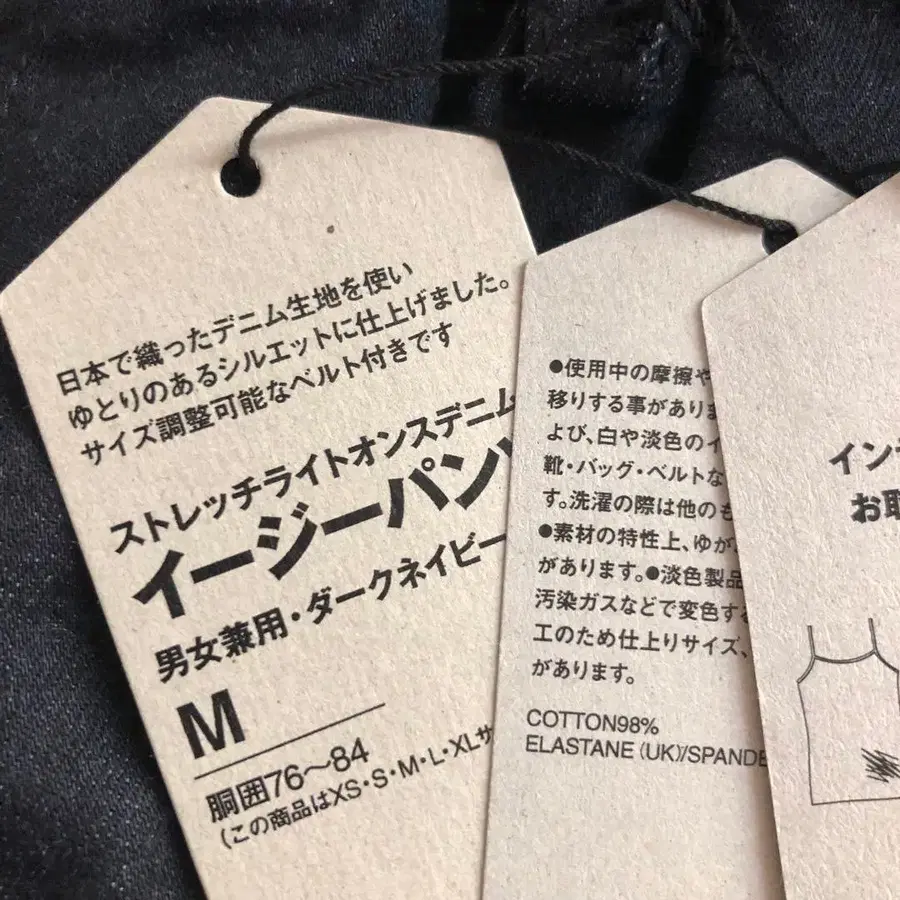 日本で織ったデニム生地を使い
ゆとりのあるシルエットに仕上げました。
サイズ調整可能なベルト付きです
ストレッチライトオンスデニム
イージーパン
男女兼用・ダークネイビー
M
胴囲76〜84
(この商品はXS・S・M・L・XLサ
●使用中の摩擦や
移りする事があり
よび、白や淡色のイ
靴・バッグ・ベルトな
す。洗濯の際は他のも
●素材の特性上、ゆが
があります。●淡色製品
汚染ガスなどで変色す
工のため仕上りサイズ、
があります。
COTTON98%
ELASTANE (UK)/SPANDE
イン
お取